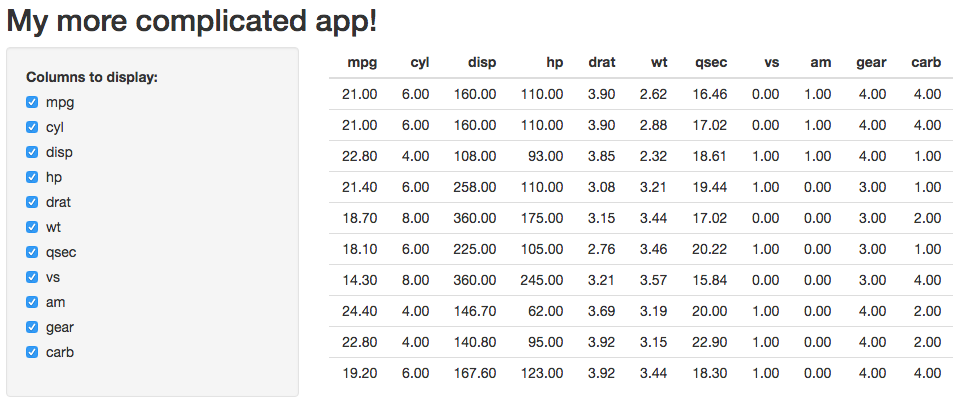 My more complicated app!
Columns to display:
mpg
cyl
disp
hp
drat
wt
qsec
vs
am
gear
carb
mpg cyl disp hp drat wt qsec vs am gear carb
21.00 6.00 160.00 110.00 3.90 2.62 16.46 0.00 1.00 4.00 4.00
21.00 6.00 160.00 110.00 3.90 2.88 17.02 0.00 1.00 4.00 4.00
22.80 4.00 108.00 93.00 3.85 2.32 18.61 1.00 1.00 4.00 1.00
21.40 6.00 258.00 110.00 3.08 3.21 19.44 1.00 0.00 3.00 1.00
18.70 8.00 360.00 175.00 3.15 3.44 17.02 0.00 0.00 3.00 2.00
18.10 6.00 225.00 105.00 2.76 3.46 20.22 1.00 0.00 3.00 1.00
14.30 8.00 360.00 245.00 3.21 3.57 15.84 0.00 0.00 3.00 4.00
24.40 4.00 146.70 62.00 3.69 3.19 20.00 1.00 0.00 4.00 2.00
22.80 4.00 140.80 95.00 3.92 3.15 22.90 1.00 0.00 4.00 2.00
19.20 6.00 167.60 123.00 3.92 3.44 18.30 1.00 0.00 4.00 4.00